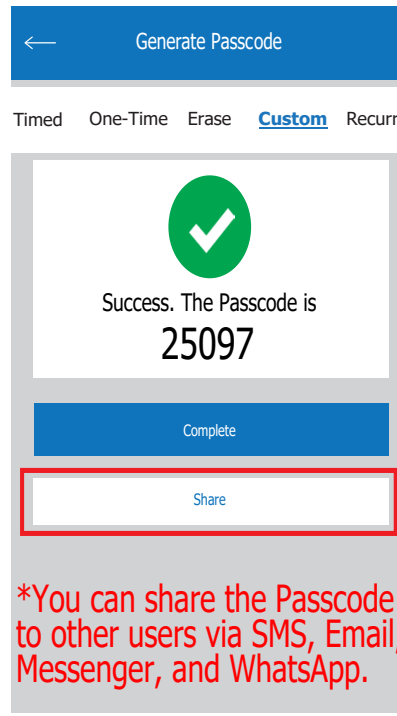 Generate Passcode
Timed One-Time Erase Custom Recurr
Success. The Passcode is
25097
Complete
Share
*You can share the Passcode
to other users via SMS, Email,
Messenger, and WhatsApp.